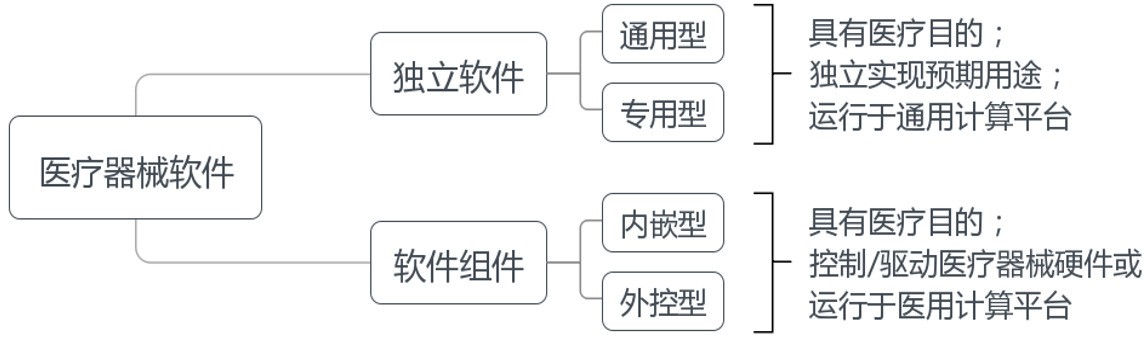 医疗器械软件
独立软件
通用型
专用型
具有医疗目的；
独立实现预期用途；
运行于通用计算平台
软件组件
内嵌型
外控型
具有医疗目的；
控制/驱动医疗器械硬件或
运行于医用计算平台